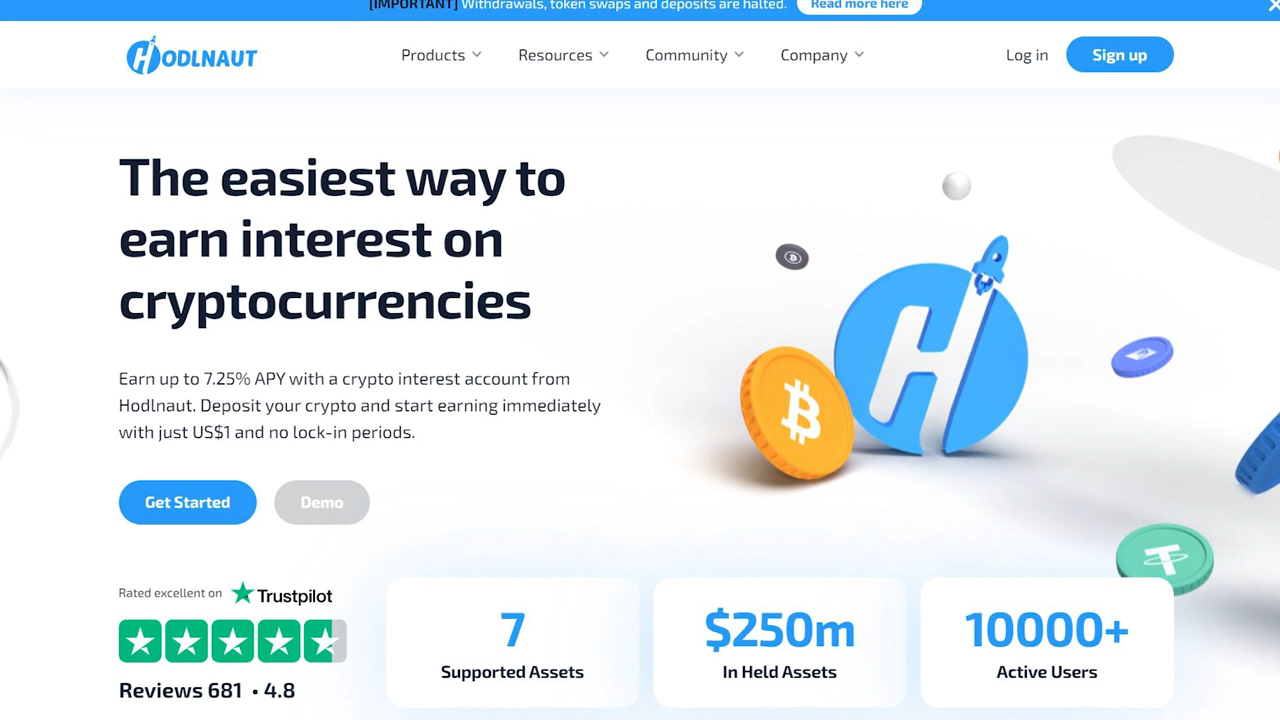 [IMPORTANT] Withdrawals, token swaps and deposits are halted. Read more here
HODLNAUT
Products Resources Community Company Log in Sign up
The easiest way to
earn interest on
cryptocurrencies
Earn up to 7.25% APY with a crypto interest account from
Hodlnaut. Deposit your crypto and start earning immediately
with just US$1 and no lock-in periods.
Get Started Demo
Rated excellent on Trustpilot
Reviews 681 • 4.8
7
Supported Assets
$250m
In Held Assets
10000+
Active Users